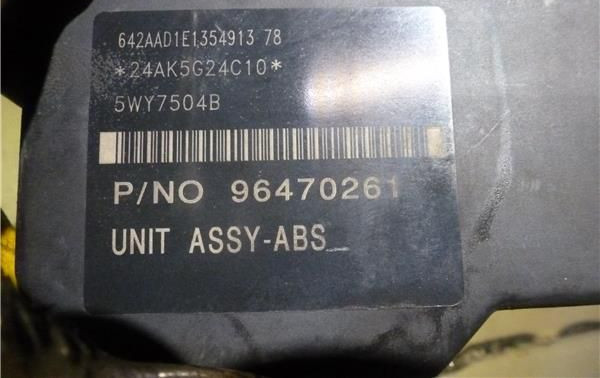 642AAD1E1354913 78
*24AK5G24C10*
5WY7504B
P/NO 96470261
UNIT ASSY-ABS